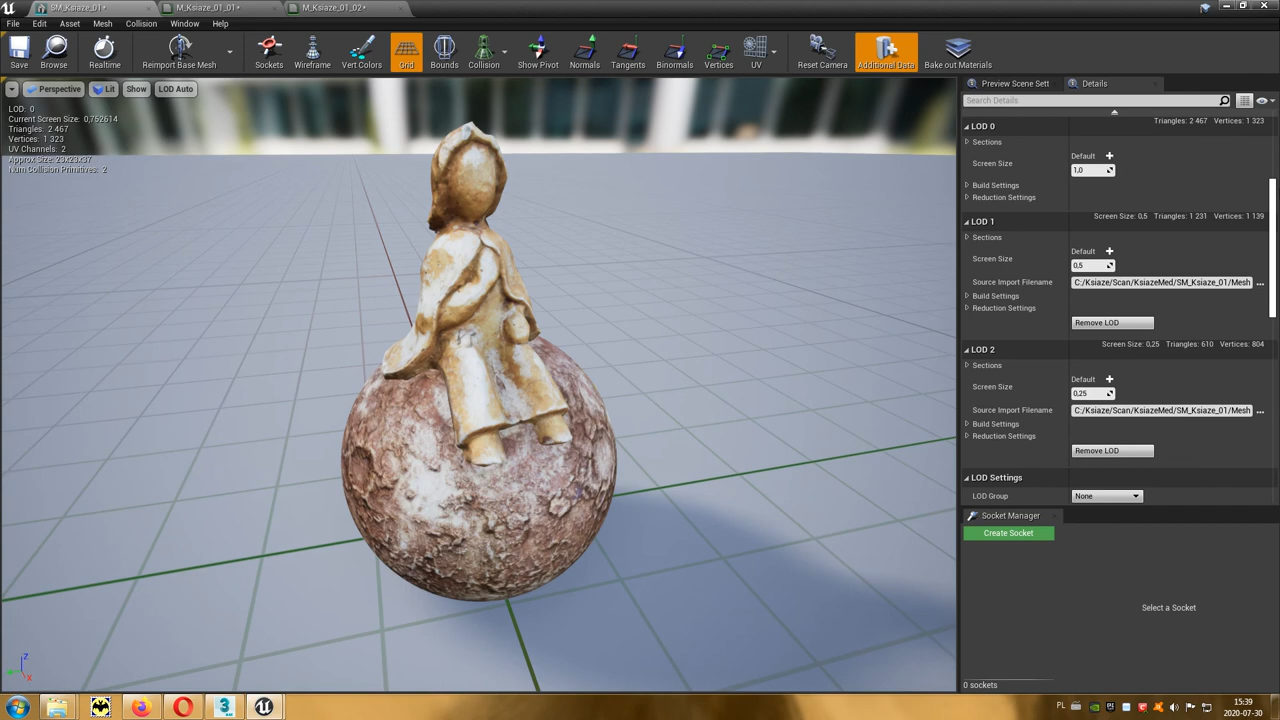 SM_Ksiaze_01*
M_Ksiaze_01_01*
M_Ksiaze_01_02*
File Edit Asset Mesh Collision Window Help
Save Browse Realtime Reimport Base Mesh Sockets Wireframe Vert Colors Grid Bounds Collision Show Pivot Normals Tangents Binormals Vertices UV Reset Camera Additional Data Bake out Materials
Perspective Lit Show LOD Auto
LOD: 0
Current Screen Size: 0,752614
Triangles: 2 467
Vertices: 1 323
UV Channels: 2
Approx Size: 23x23x37
Num Collision Primitives: 2
Z
X
Preview Scene Sett
Details
Search Details
LOD 0
Triangles: 2 467 Vertices: 1 323
Sections
Screen Size
Default
1,0
Build Settings
Reduction Settings
LOD 1
Screen Size: 0,5 Triangles: 1 231 Vertices: 1 139
Sections
Screen Size
Default
0,5
Source Import Filename
C:/Ksiaze/Scan/KsiazeMed/SM_Ksiaze_01/Mesh
Build Settings
Reduction Settings
Remove LOD
LOD 2
Screen Size: 0,25 Triangles: 610 Vertices: 804
Sections
Screen Size
Default
0,25
Source Import Filename
C:/Ksiaze/Scan/KsiazeMed/SM_Ksiaze_01/Mesh
Build Settings
Reduction Settings
Remove LOD
LOD Settings
LOD Group
None
Socket Manager
Create Socket
Select a Socket
0 sockets
PL
15:39
2020-07-30